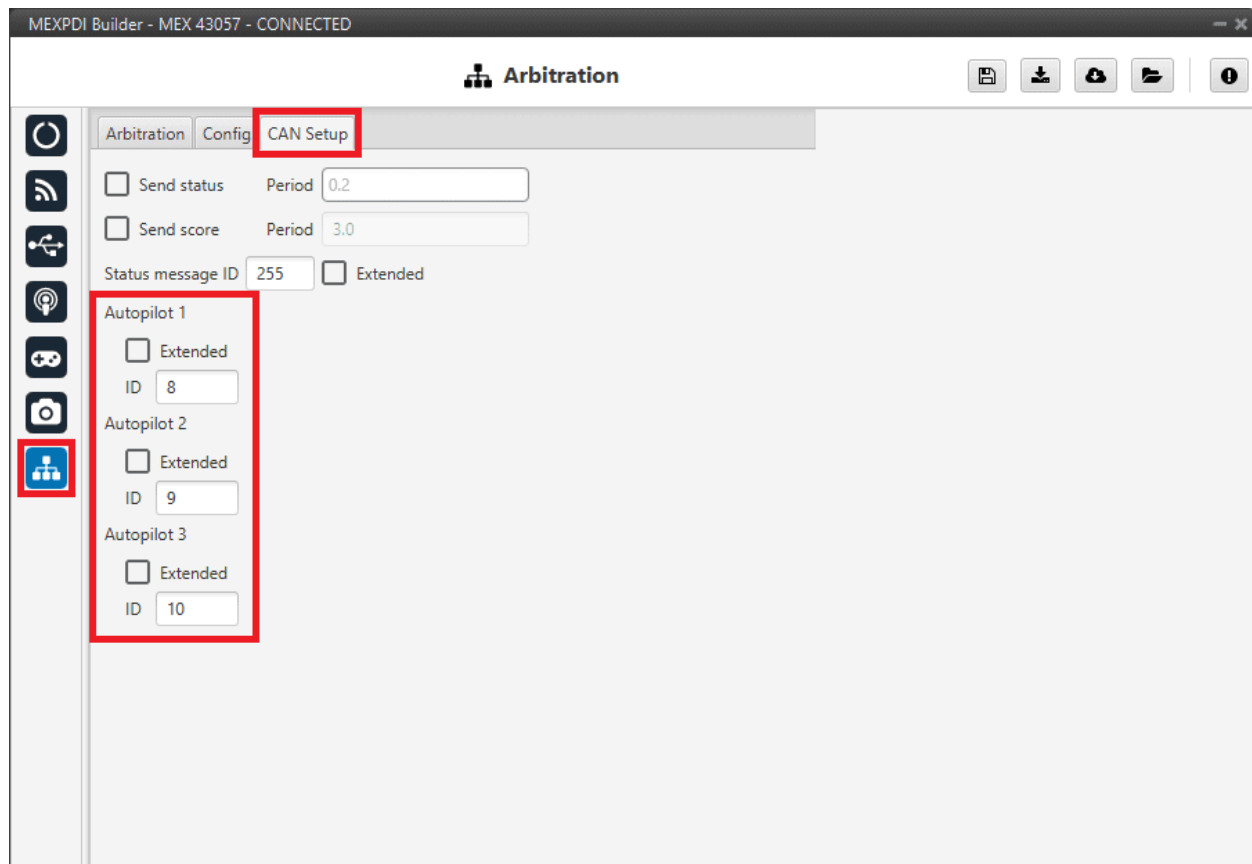 MEXPDI Builder - MEX 43057 - CONNECTED
Arbitration
Arbitration Config CAN Setup
Send status Period 0.2
Send score Period 3.0
Status message ID 255 Extended
Autopilot 1
Extended
ID 8
Autopilot 2
Extended
ID 9
Autopilot 3
Extended
ID 10